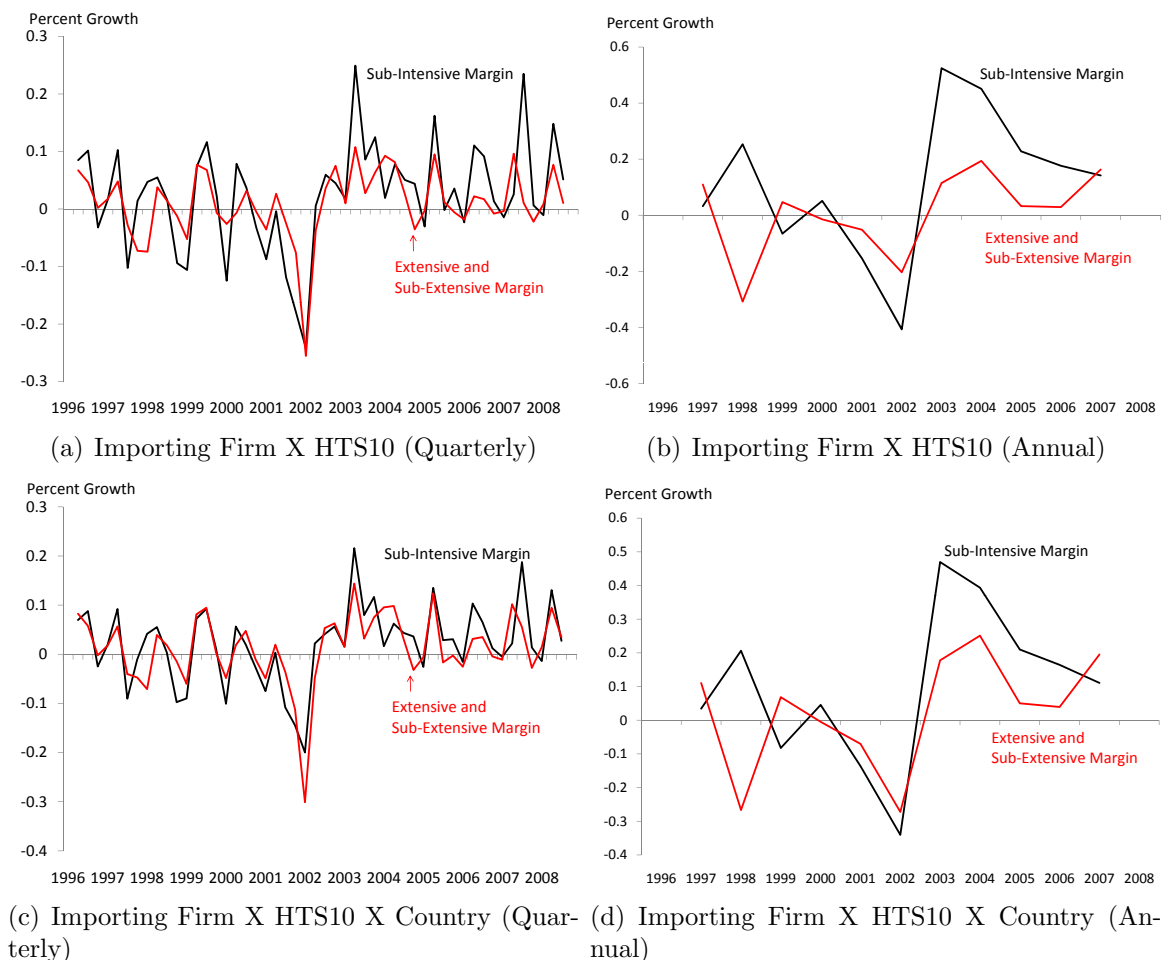 Percent Growth
0.3
0.2
0.1
0
-0.1
-0.2
-0.3
Sub-Intensive Margin
Extensive and
Sub-Extensive Margin
1996 1997 1998 1999 2000 2001 2002 2003 2004 2005 2006 2007 2008
(a) Importing Firm X HTS10 (Quarterly)
Percent Growth
0.6
0.4
0.2
0
-0.2
-0.4
-0.6
Sub-Intensive Margin
Extensive and
Sub-Extensive Margin
1996 1997 1998 1999 2000 2001 2002 2003 2004 2005 2006 2007 2008
(b) Importing Firm X HTS10 (Annual)
Percent Growth
0.3
0.2
0.1
0
-0.1
-0.2
-0.3
-0.4
Sub-Intensive Margin
Extensive and
Sub-Extensive Margin
1996 1997 1998 1999 2000 2001 2002 2003 2004 2005 2006 2007 2008
(c) Importing Firm X HTS10 X Country (Quar-
terly)
Percent Growth
0.6
0.5
0.4
0.3
0.2
0.1
0
-0.1
-0.2
-0.3
-0.4
Sub-Intensive Margin
Extensive and
Sub-Extensive Margin
1996 1997 1998 1999 2000 2001 2002 2003 2004 2005 2006 2007 2008
(d) Importing Firm X HTS10 X Country (An-
nual)